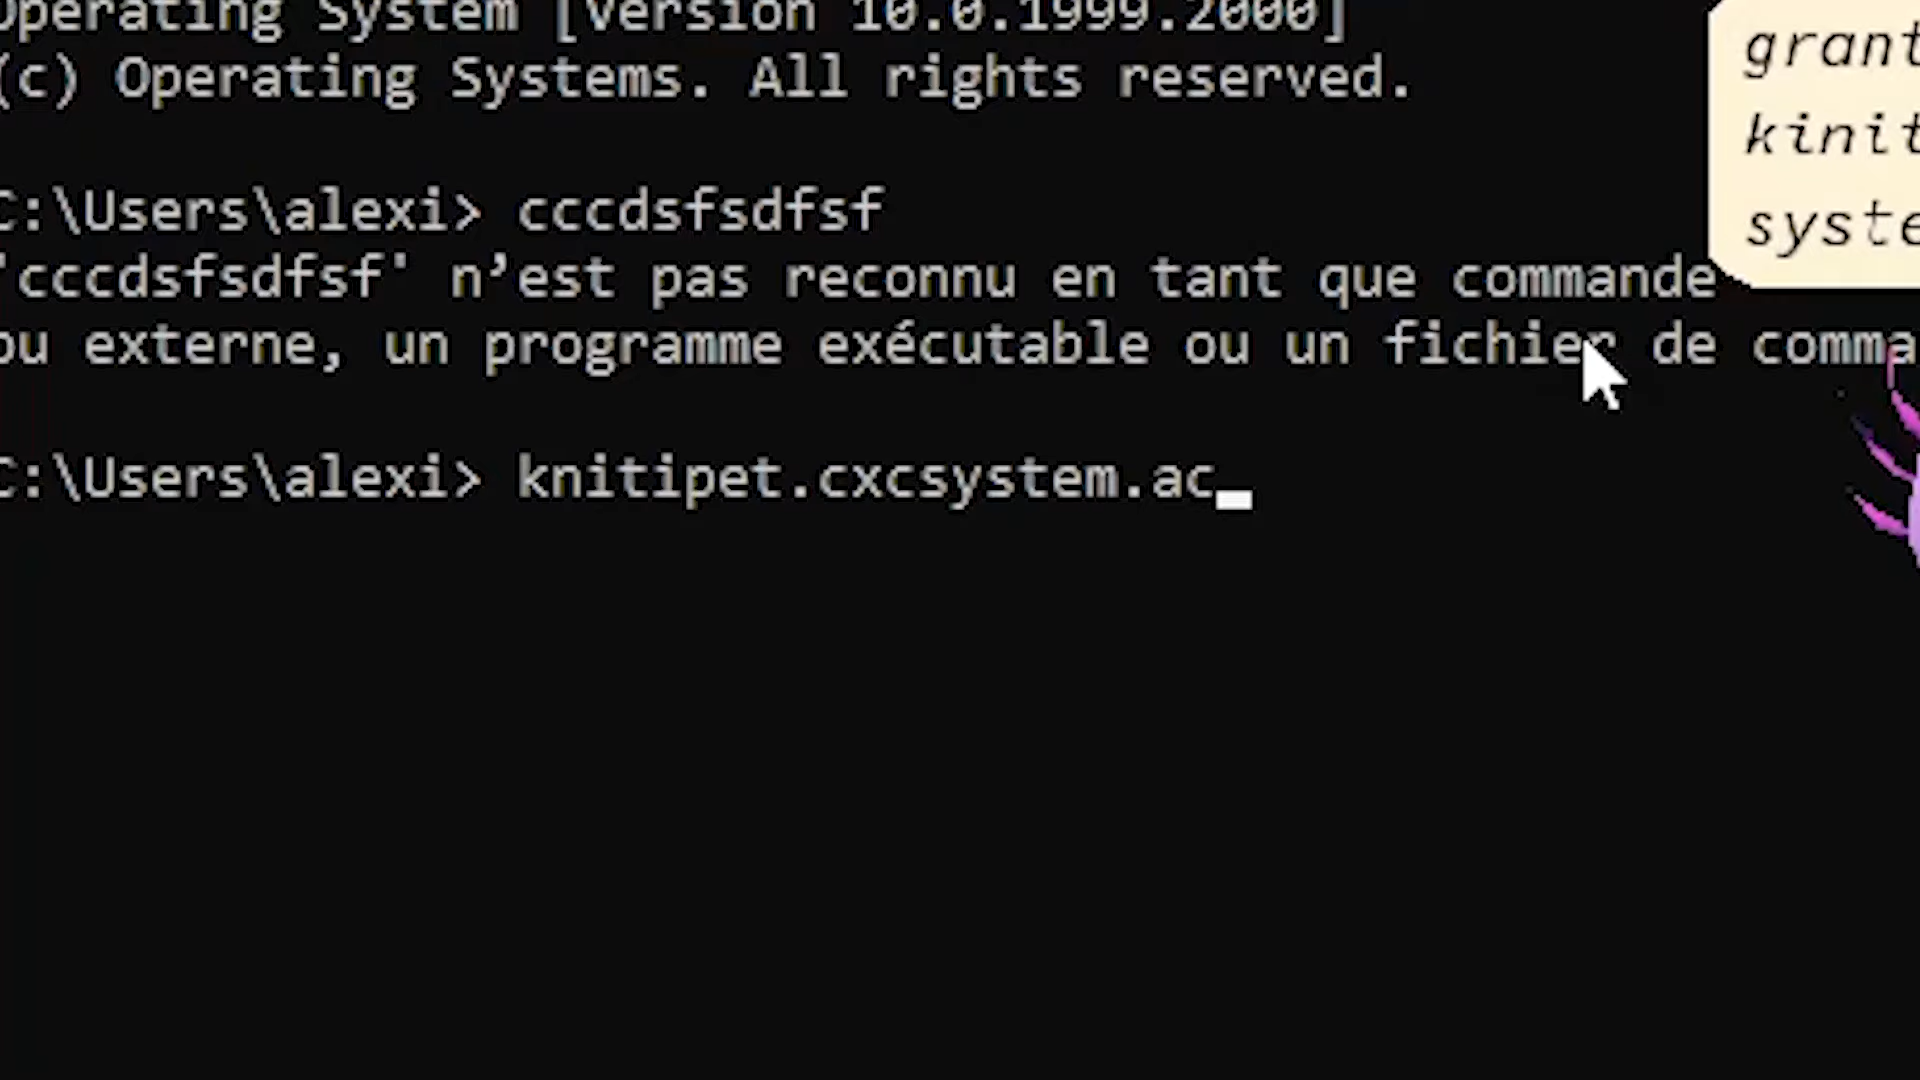 Operating System [Version 10.0.1999.2000]
(c) Operating Systems. All rights reserved.
C:\Users\alexi> cccdsfsdfsf
'cccdsfsdfsf' n’est pas reconnu en tant que commande
ou externe, un programme exécutable ou un fichier de comma
C:\Users\alexi> knitipet.cxcsystem.ac
grant
kinit
syste